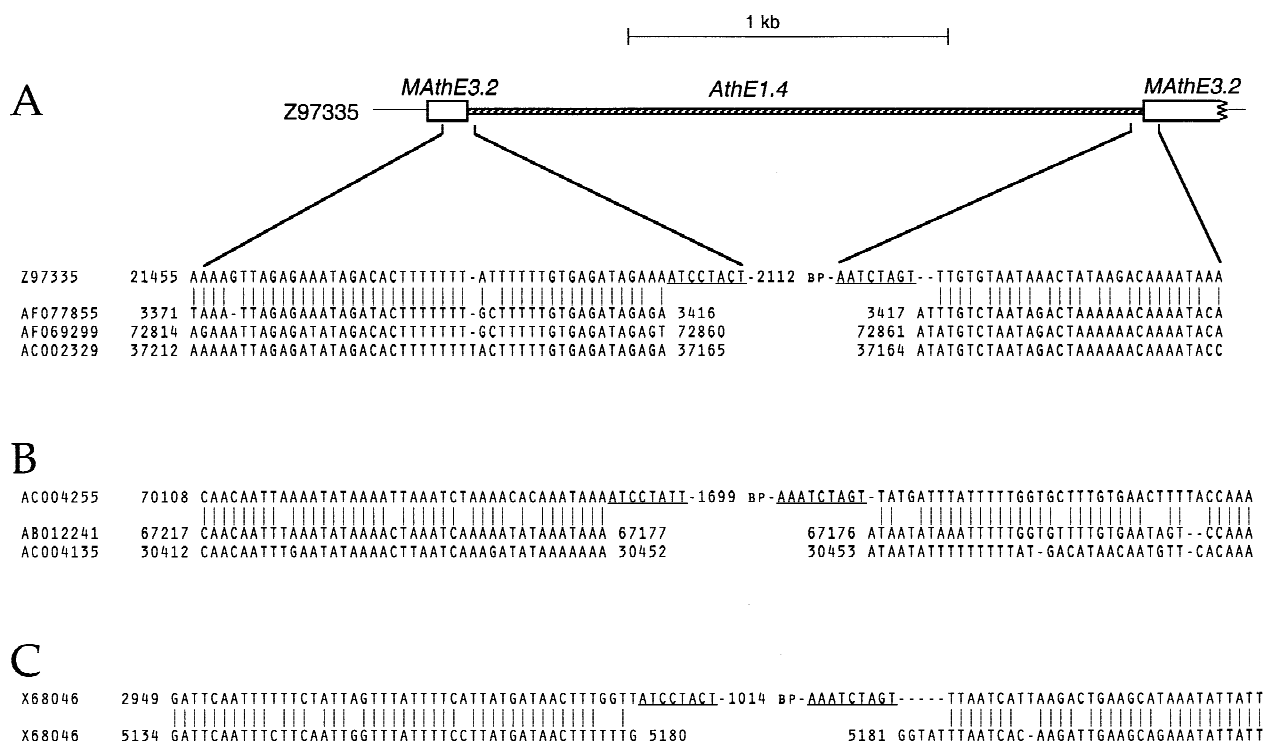 1 kb
A
MAthE3.2 AthE1.4 MAthE3.2
Z97335
Z97335 21455 AAAAGTTAGAGAAATAGACACTTTTTTT-ATTTTTTGTGAGATAGAAAATCCTACT-2112 BP-AATCTAGT--TTGTGTAATAAACTATAAGACAAAATAAA
AF077855 3371 TAAA-TTAGAGAAATAGATACTTTTTTT-GCTTTTTGTGAGATAGAGA 3416 3417 ATTTGTCTAATAGACTAAAAAACAAAATACA
AF069299 72814 AGAAATTAGAGAAATAGACACTTTTTTT-GCTTTTTGTGAGATAGAGT 72860 72861 ATATGTCTAATAGACTAAAAAACAAAATACA
AC002329 37212 AAAAATTAGAGATATAGACACTTTTTTTTTACTTTTTGTGAGATAGAGA 37165 37164 ATATGTCTAATAGACTAAAAAACAAAATACC
B
AC004255 70108 CAACAATTAAAATATAAAATTAAATCTAAAACACAAATAAAATCCTATT-1699 BP-AAATCTAGT-TATGATTTATTTTTGGTGCTTTGTGAACTTTTACCAAA
AB012241 67217 CAACAATTTAAATATAAAACTAAATCAAAAATATAAATAAA 67177 67176 ATAATATAAATTTTTGGTGTTTTGTGAATAGT--CCAAA
AC004135 30412 CAACAATTTGAATATAAAACTTAATCAAAGATATAAAAAAA 30452 30453 ATAATATTTTTTTTTAT-GACATAACAATGTT-CACAAA
C
X68046 2949 GATTCAATTTTTTCTATTAGTTTATTTTCATTATGATAACTTTGGTTATCCTACT-1014 BP-AAATCTAGT-----TTAATCATTAAGACTGAAGCATAAATATTATT
X68046 5134 GATTCAATTTCTTCAATTGGTTTATTTTCCTTATGATAACTTTTTTG 5180 5181 GGTATTTAATCAC-AAGATTGAAGCAGAAATATTATT